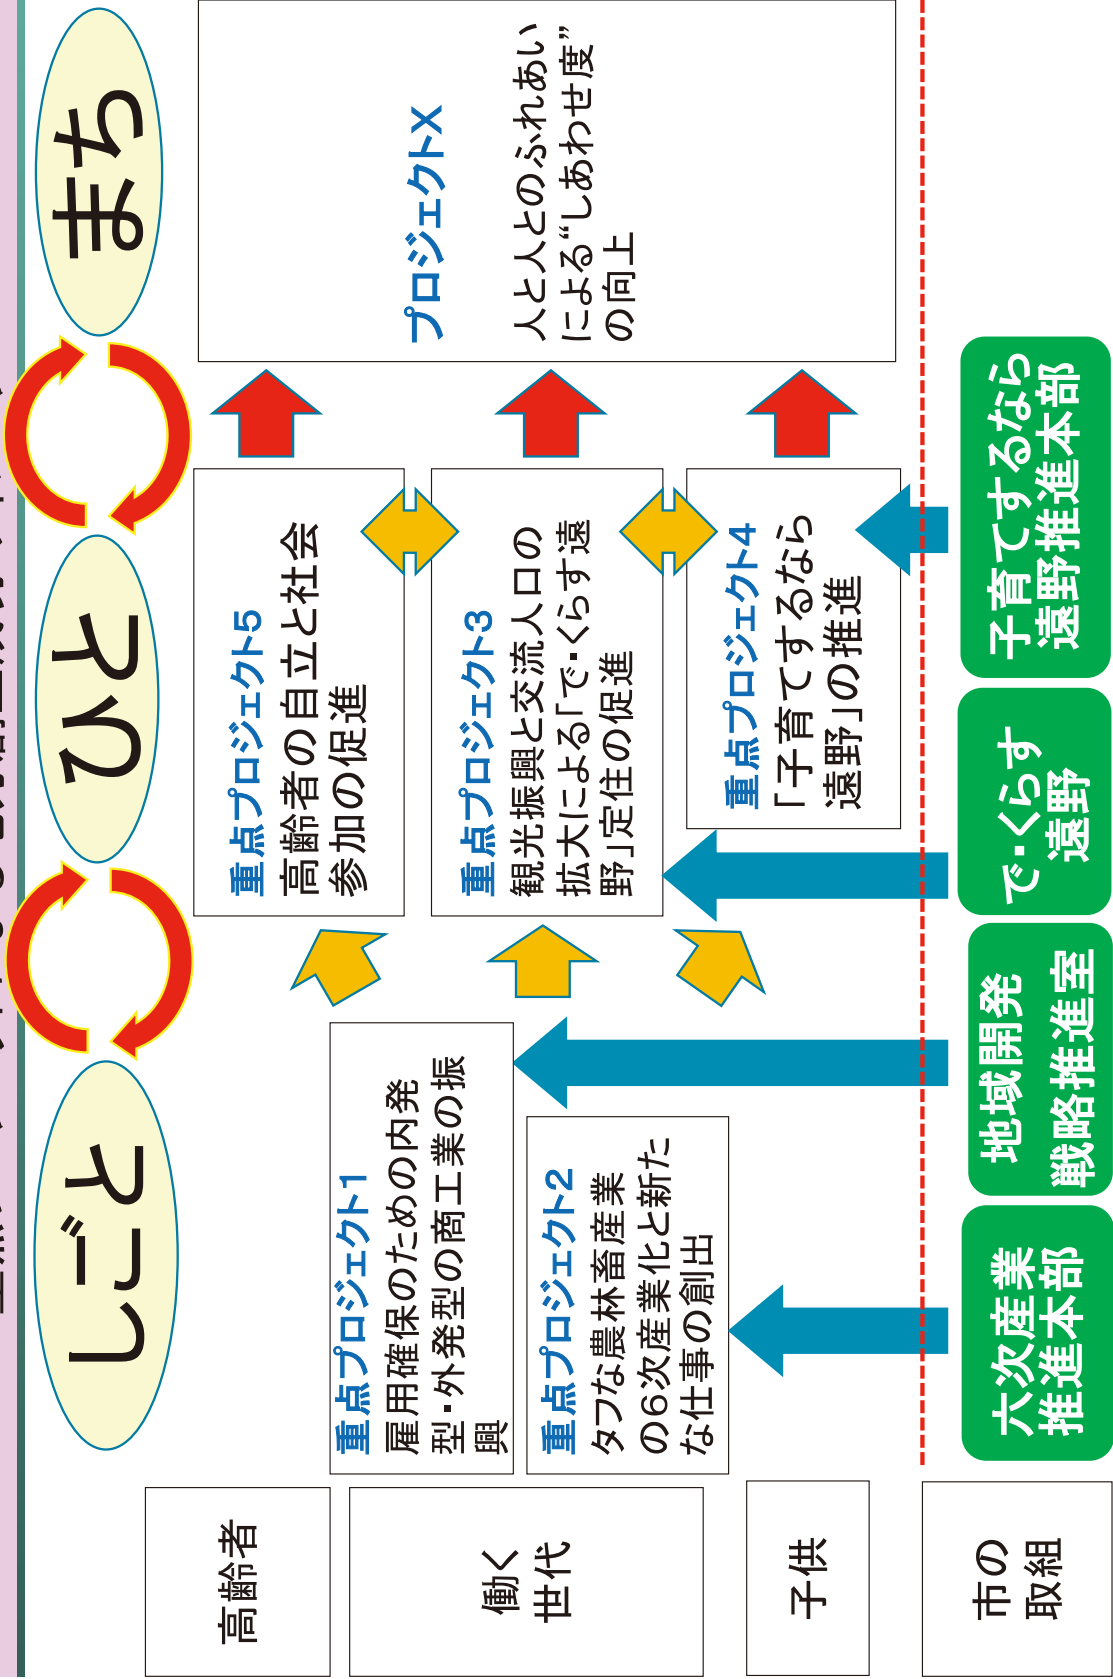 しごと
ひと
まち
高齢者
働く
世代
子供
市の
取組
重点プロジェクト1
雇用確保のための内発
型・外発型の商工業の振
興
重点プロジェクト2
タフな農林畜産業
の6次産業化と新た
な仕事の創出
重点プロジェクト5
高齢者の自立と社会
参加の促進
重点プロジェクト3
観光振興と交流人口の
拡大による「で・くらす遠
野」定住の促進
重点プロジェクト4
「子育てするなら
遠野」の推進
プロジェクトX
人と人とのふれあい
による“しあわせ度”
の向上
六次産業
推進本部
地域開発
戦略推進室
で・くらす
遠野
子育てするなら
遠野推進本部